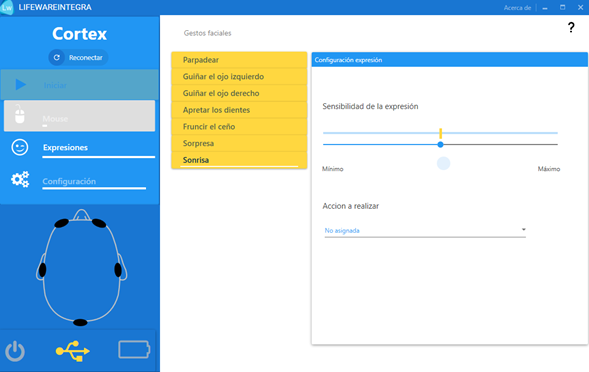 Lw LIFEWAREINTEGRA
Acerca de
Cortex
Reconectar
Iniciar
Mouse
Expresiones
Configuración
Gestos faciales
?
Parpadear
Guiñar el ojo izquierdo
Guiñar el ojo derecho
Apretar los dientes
Fruncir el ceño
Sorpresa
Sonrisa
Configuración expresión
Sensibilidad de la expresión
Mínimo
Máximo
Accion a realizar
No asignada